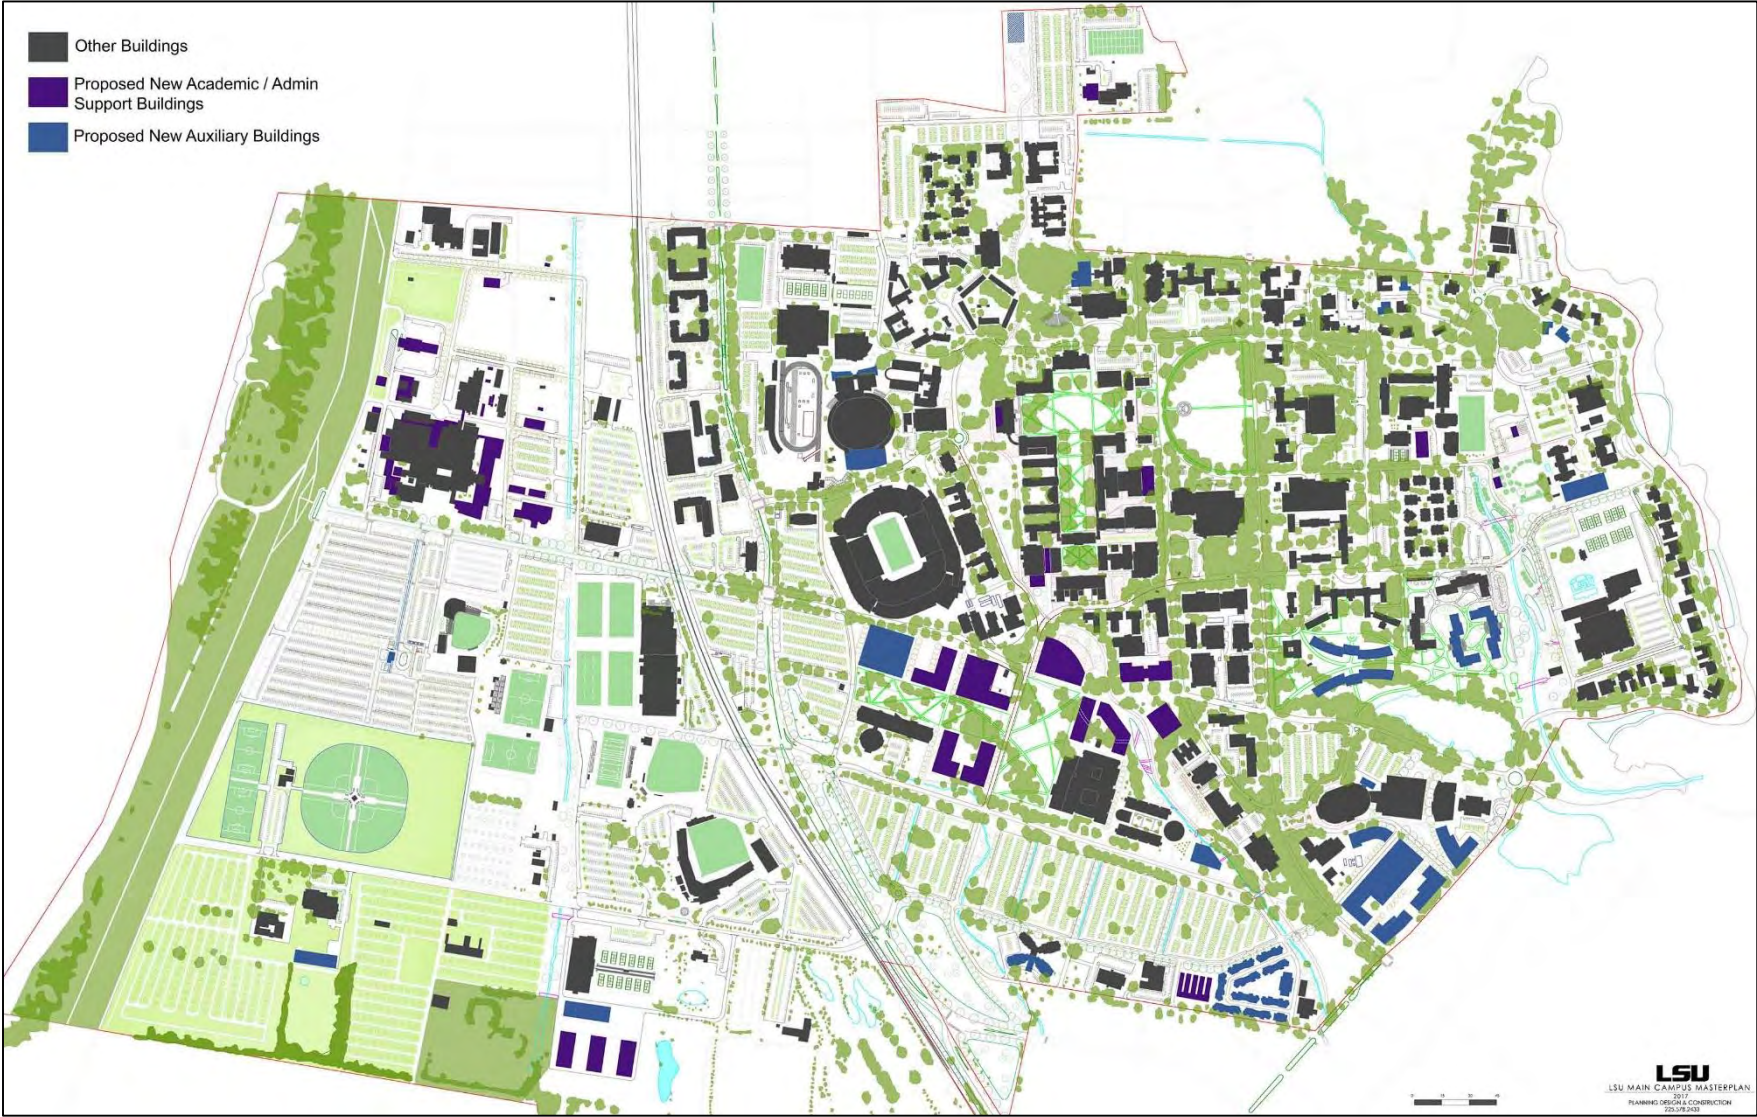 Other Buildings
Proposed New Academic / Admin
Support Buildings
Proposed New Auxiliary Buildings
LSU
LSU MAIN CAMPUS MASTERPLAN
2017
PLANNING DESIGN & CONSTRUCTION